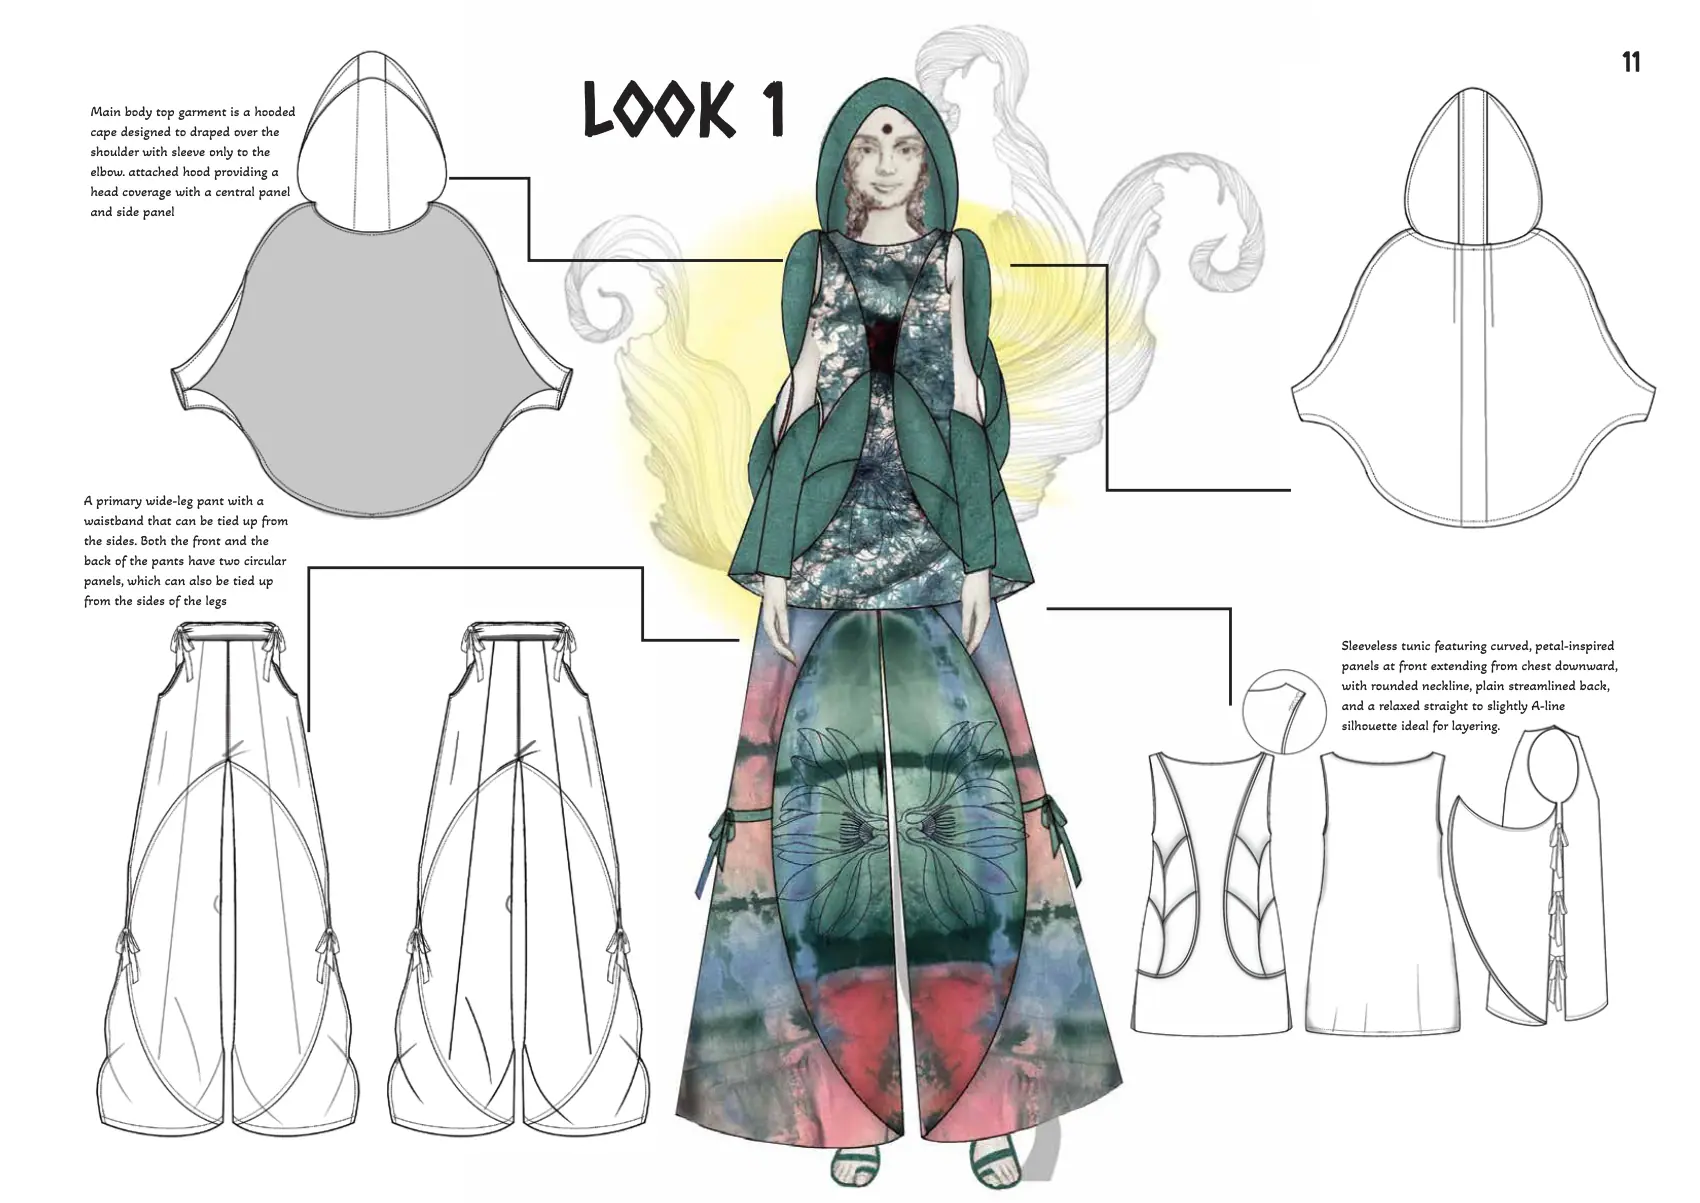 11
LOOK 1
Main body top garment is a hooded
cape designed to draped over the
shoulder with sleeve only to the
elbow. attached hood providing a
head coverage with a central panel
and side panel
A primary wide-leg pant with a
waistband that can be tied up from
the sides. Both the front and the
back of the pants have two circular
panels, which can also be tied up
from the sides of the legs
Sleeveless tunic featuring curved, petal-inspired
panels at front extending from chest downward,
with rounded neckline, plain streamlined back,
and a relaxed straight to slightly A-line
silhouette ideal for layering.